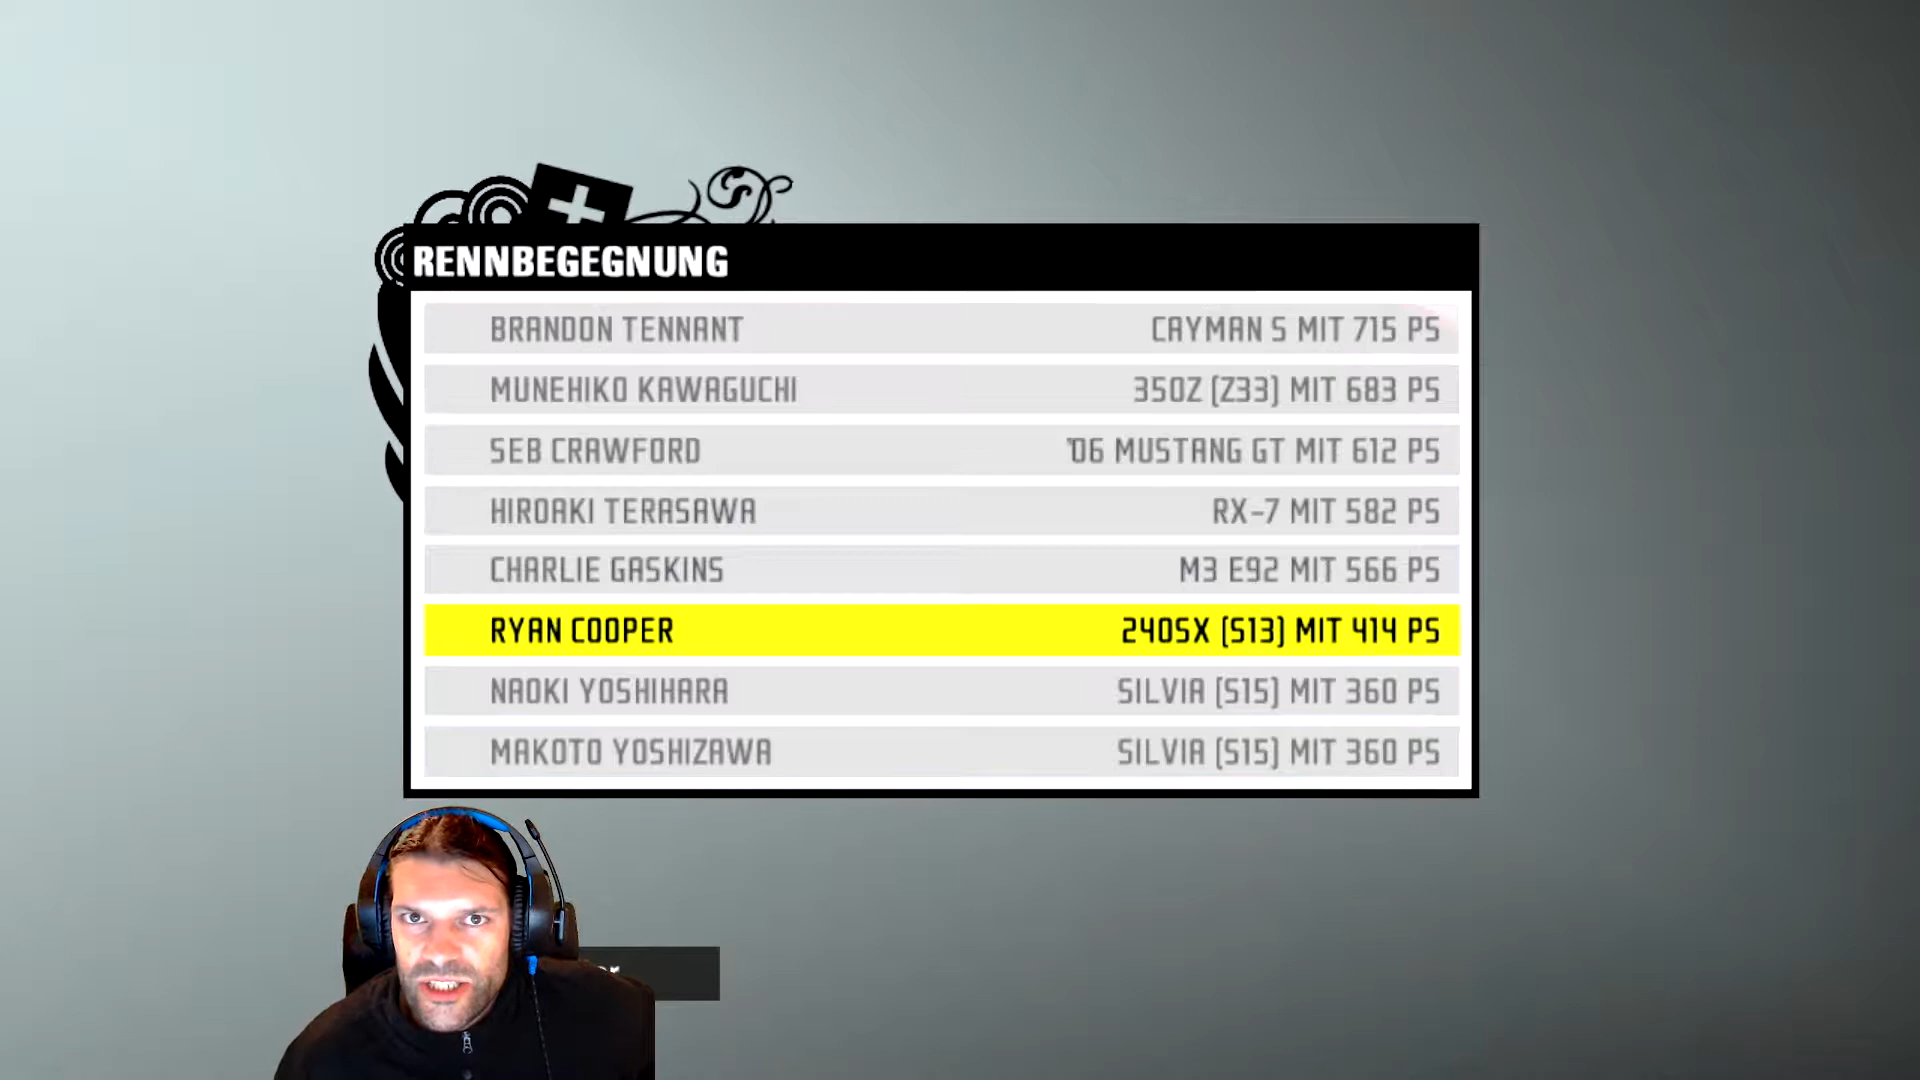 RENNBEGEGNUNG
BRANDON TENNANT CAYMAN S MIT 715 PS
MUNEHIKO KAWAGUCHI 350Z (Z33) MIT 683 PS
SEB CRAWFORD '06 MUSTANG GT MIT 612 PS
HIROAKI TERASAWA RX-7 MIT 582 PS
CHARLIE GASKINS M3 E92 MIT 566 PS
RYAN COOPER 240SX (S13) MIT 414 PS
NAOKI YOSHIHARA SILVIA (S15) MIT 360 PS
MAKOTO YOSHIZAWA SILVIA (S15) MIT 360 PS